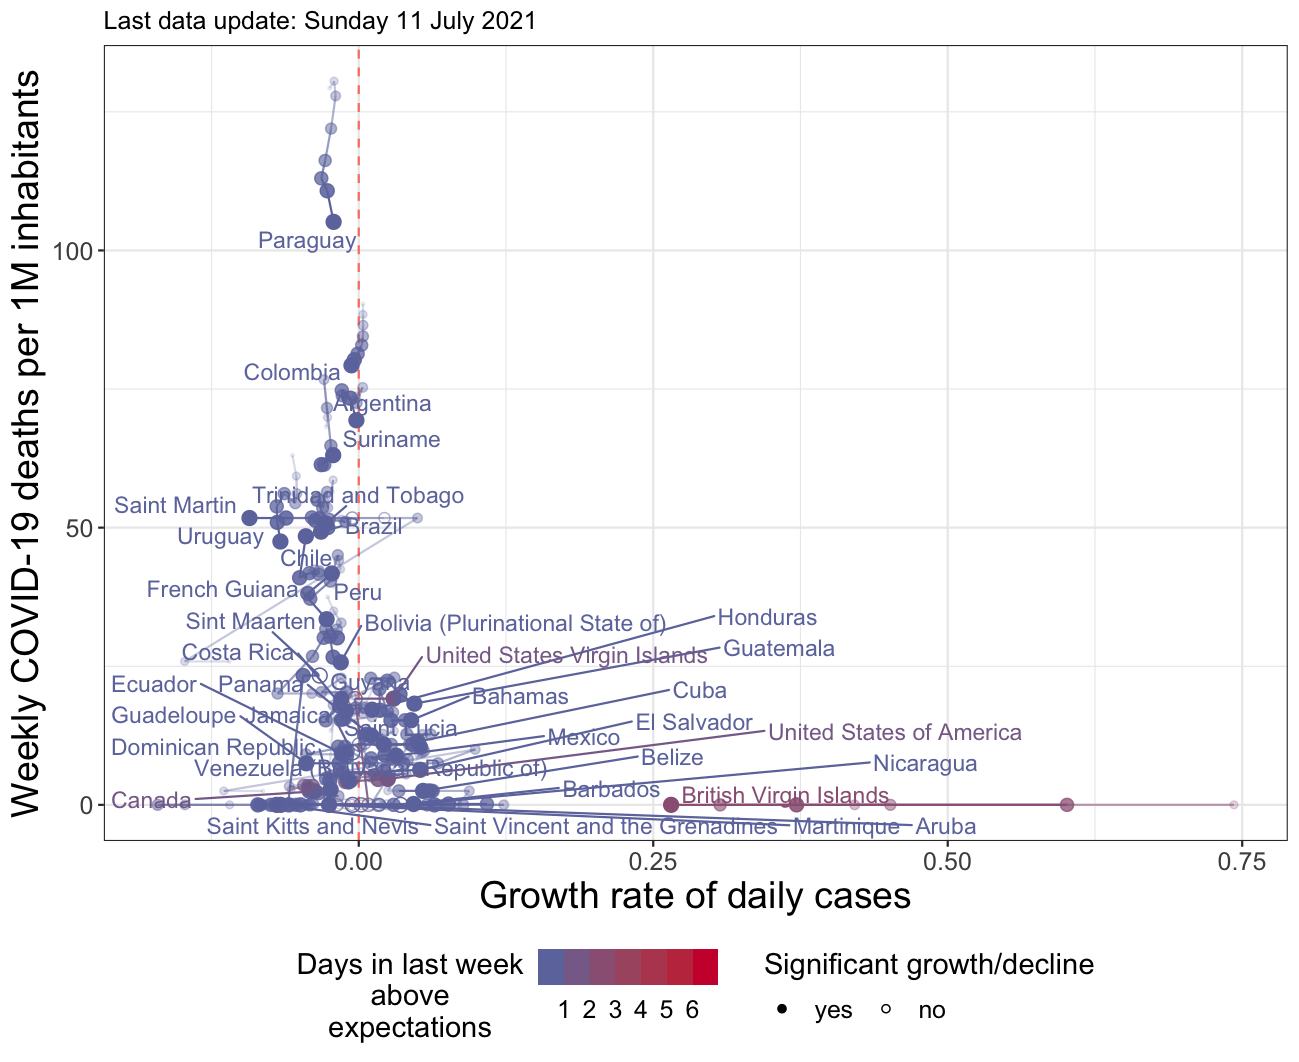 Last data update: Sunday 11 July 2021
Weekly COVID-19 deaths per 1M inhabitants
100
50
0
Paraguay
Colombia
Argentina
Suriname
Trinidad and Tobago
Saint Martin
Brazil
Uruguay
Chile
French Guiana
Peru
Sint Maarten
Bolivia (Plurinational State of)
Honduras
Costa Rica
United States Virgin Islands
Guatemala
Ecuador
Panama
Guyana
Cuba
Bahamas
Guadeloupe
Jamaica
Saint Lucia
El Salvador
Mexico
United States of America
Dominican Republic
Belize
Nicaragua
Venezuela (Bolivarian Republic of)
Barbados
Canada
British Virgin Islands
Saint Kitts and Nevis
Saint Vincent and the Grenadines
Martinique
Aruba
0.00
0.25
0.50
0.75
Growth rate of daily cases
Days in last week
above
expectations
1 2 3 4 5 6
Significant growth/decline
yes
no